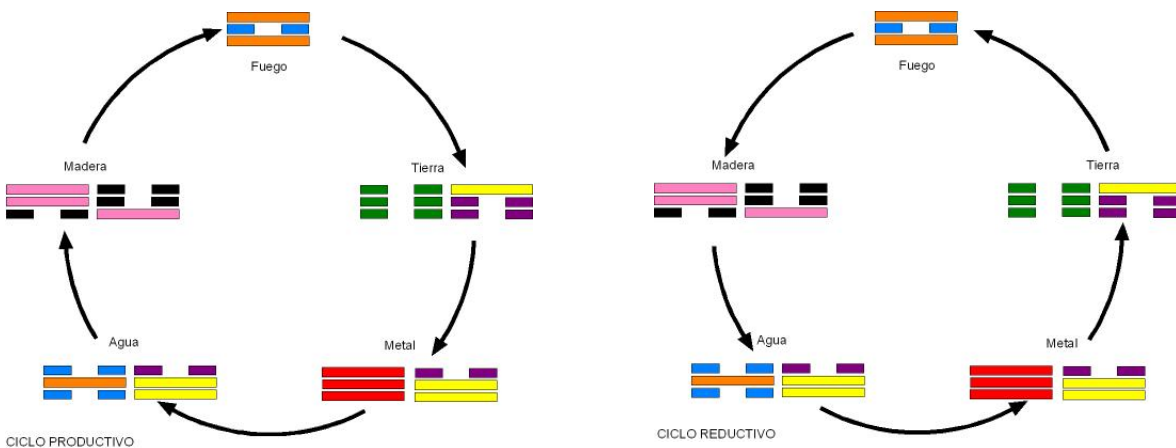 Fuego
Madera
Tierra
Agua
Metal
CICLO PRODUCTIVO
Fuego
Madera
Tierra
Agua
Metal
CICLO REDUCTIVO